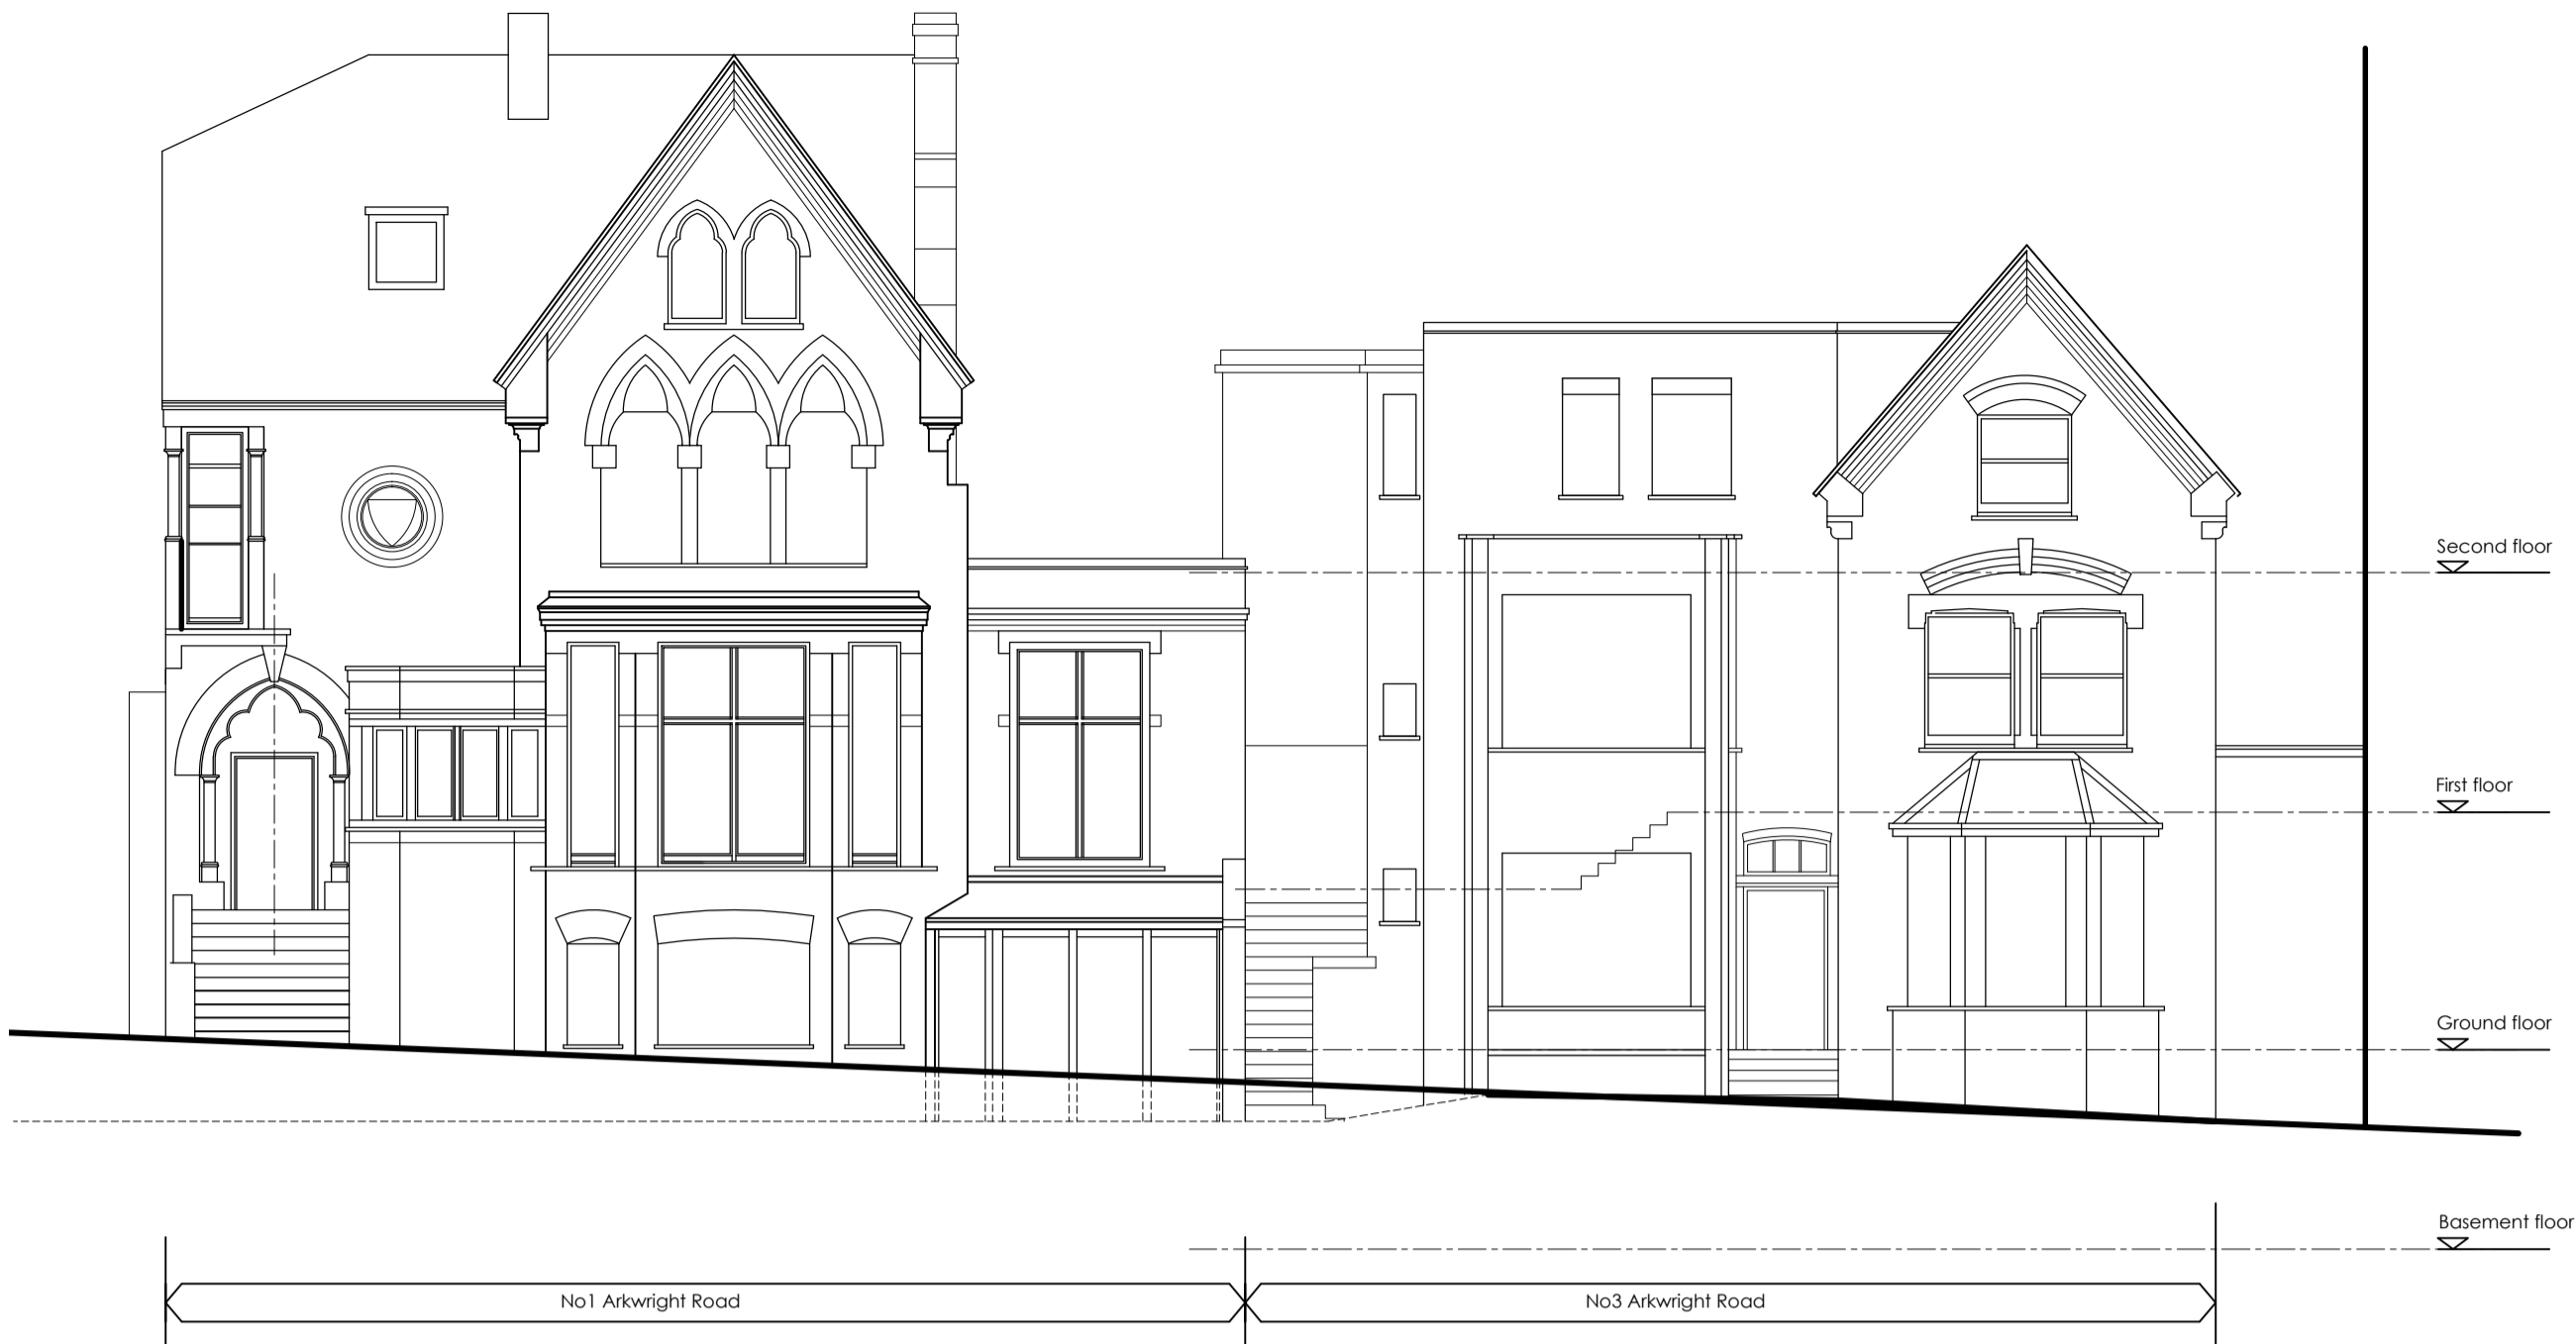 Second floor
First floor
Ground floor
Basement floor
No1 Arkwright Road
No3 Arkwright Road